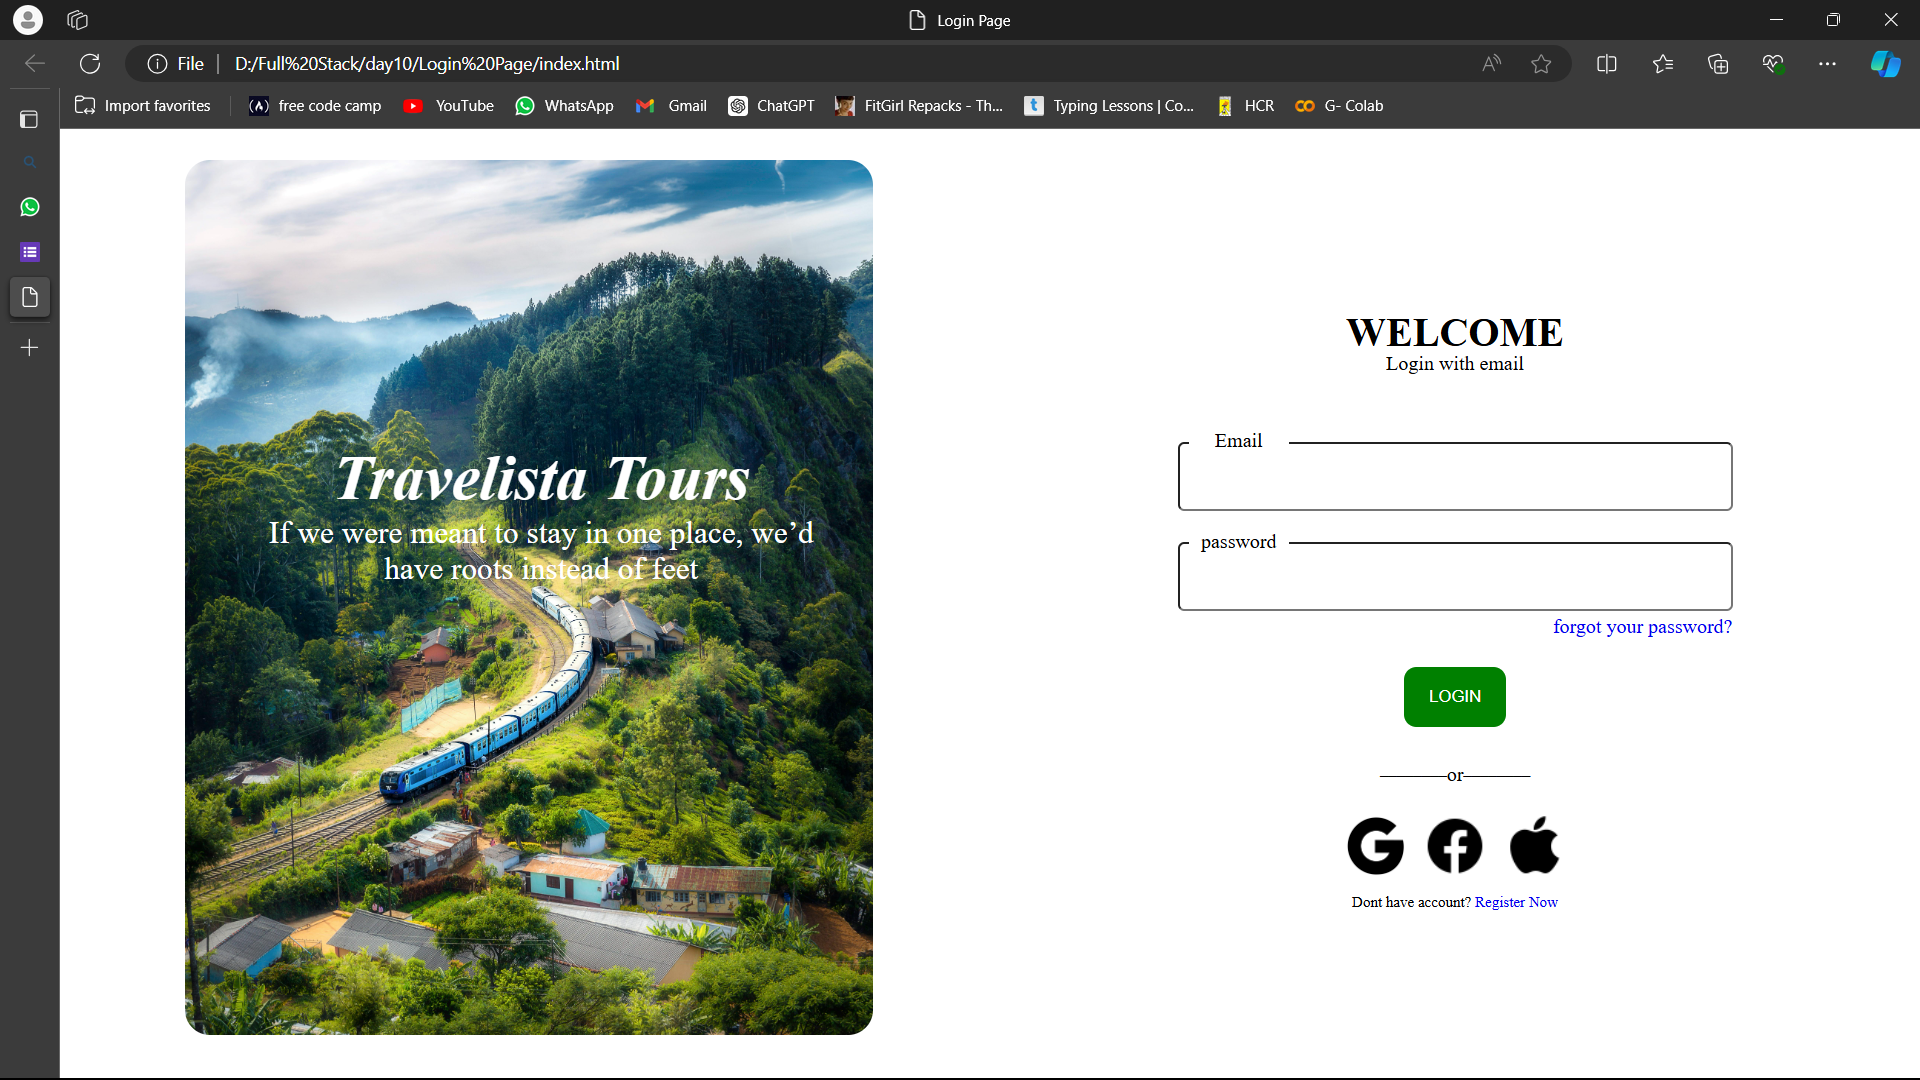 Login Page
File
D:/Full%20Stack/day10/Login%20Page/index.html
Import favorites
free code camp
YouTube
WhatsApp
Gmail
ChatGPT
FitGirl Repacks - Th...
Typing Lessons | Co...
HCR
G- Colab
Travelista Tours
If we were meant to stay in one place, we’d
have roots instead of feet
WELCOME
Login with email
Email
password
forgot your password?
LOGIN
or
Dont have account? Register Now